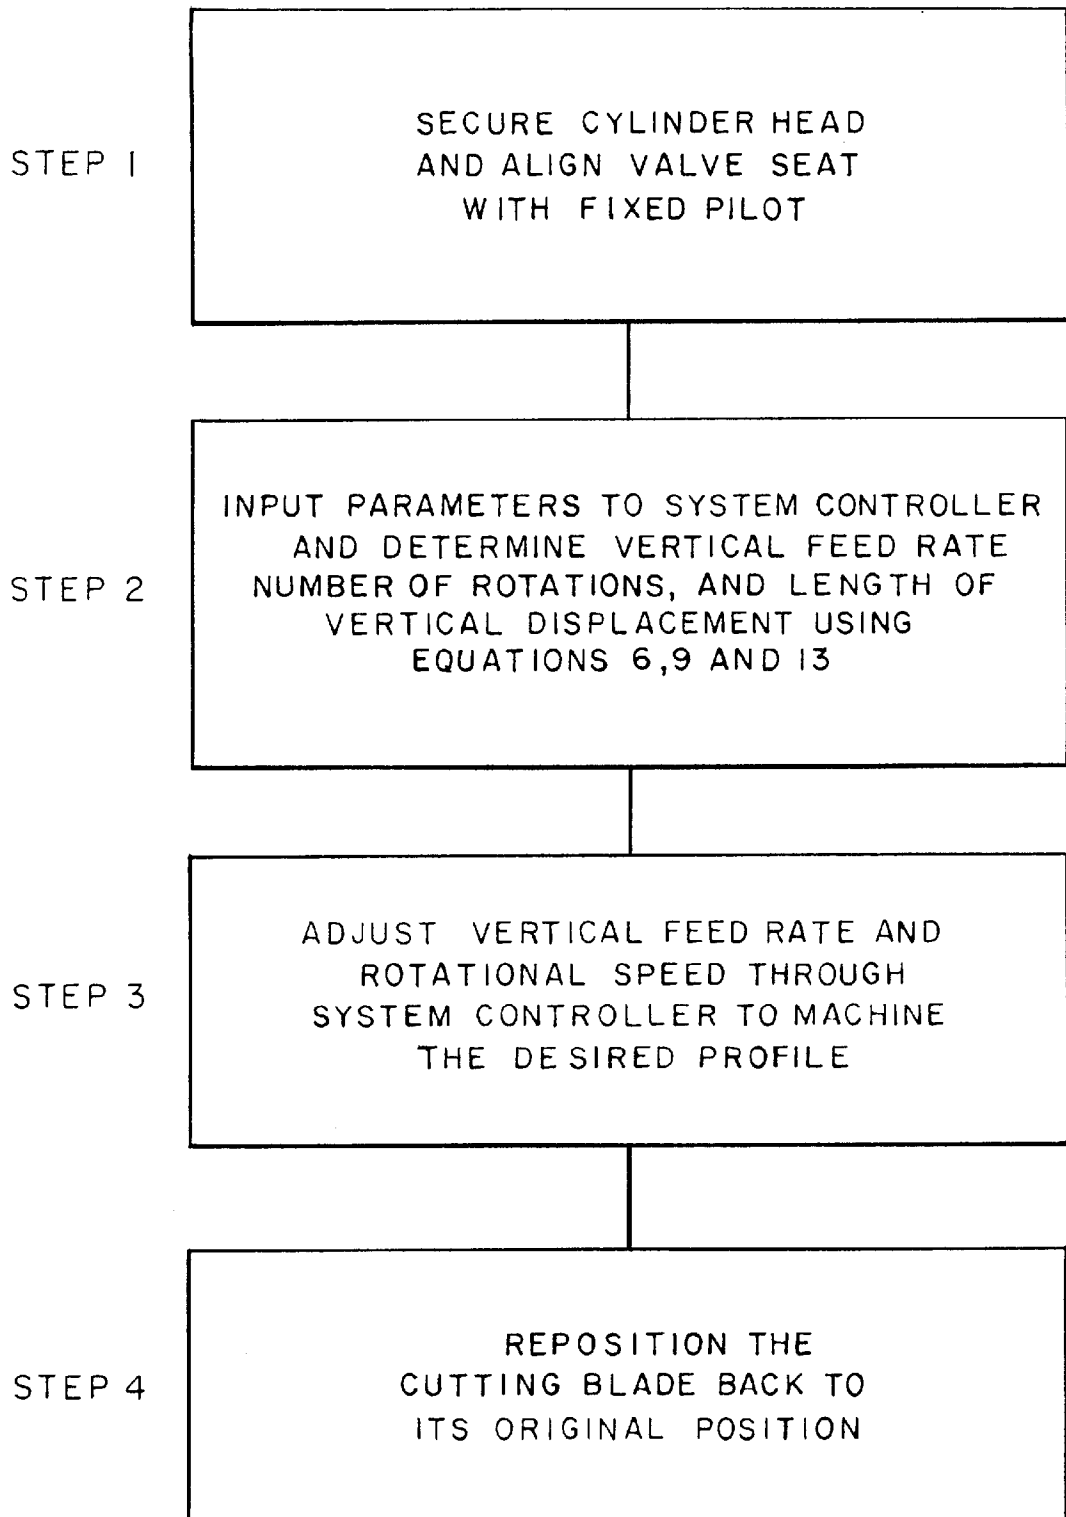 STEP 1
SECURE CYLINDER HEAD
AND ALIGN VALVE SEAT
WITH FIXED PILOT
STEP 2
INPUT PARAMETERS TO SYSTEM CONTROLLER
AND DETERMINE VERTICAL FEED RATE
NUMBER OF ROTATIONS, AND LENGTH OF
VERTICAL DISPLACEMENT USING
EQUATIONS 6,9 AND 13
STEP 3
ADJUST VERTICAL FEED RATE AND
ROTATIONAL SPEED THROUGH
SYSTEM CONTROLLER TO MACHINE
THE DESIRED PROFILE
STEP 4
REPOSITION THE
CUTTING BLADE BACK TO
ITS ORIGINAL POSITION